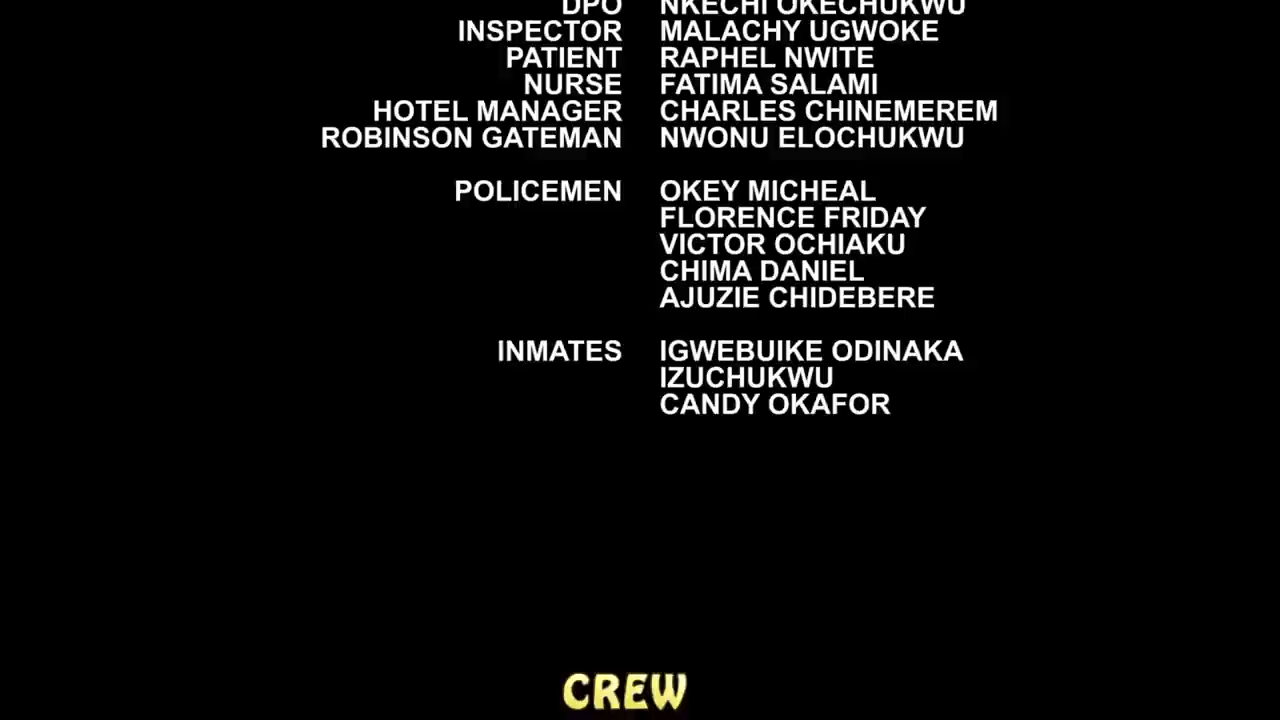 DPO NKECHI OKECHUKWU
INSPECTOR MALACHY UGWOKE
PATIENT RAPHEL NWITE
NURSE FATIMA SALAMI
HOTEL MANAGER CHARLES CHINEMEREM
ROBINSON GATEMAN NWONU ELOCHUKWU
POLICEMEN OKEY MICHEAL
FLORENCE FRIDAY
VICTOR OCHIAKU
CHIMA DANIEL
AJUZIE CHIDEBERE
INMATES IGWEBUIKE ODINAKA
IZUCHUKWU
CANDY OKAFOR
CREW